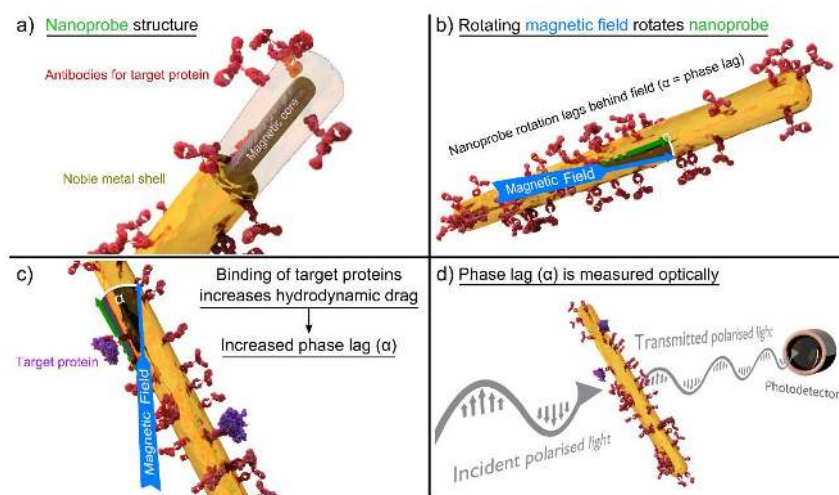 a) Nanoprobe structure
Antibodies for target protein
Magnetic core
Noble metal shell
b) Rotating magnetic field rotates nanoprobe
Nanoprobe rotation lags behind field (α = phase lag)
α
Magnetic Field
c)
Binding of target proteins
increases hydrodynamic drag
Increased phase lag (α)
α
Target protein
Magnetic Field
d) Phase lag (α) is measured optically
Transmitted polarised light
Photodetector
Incident polarised light